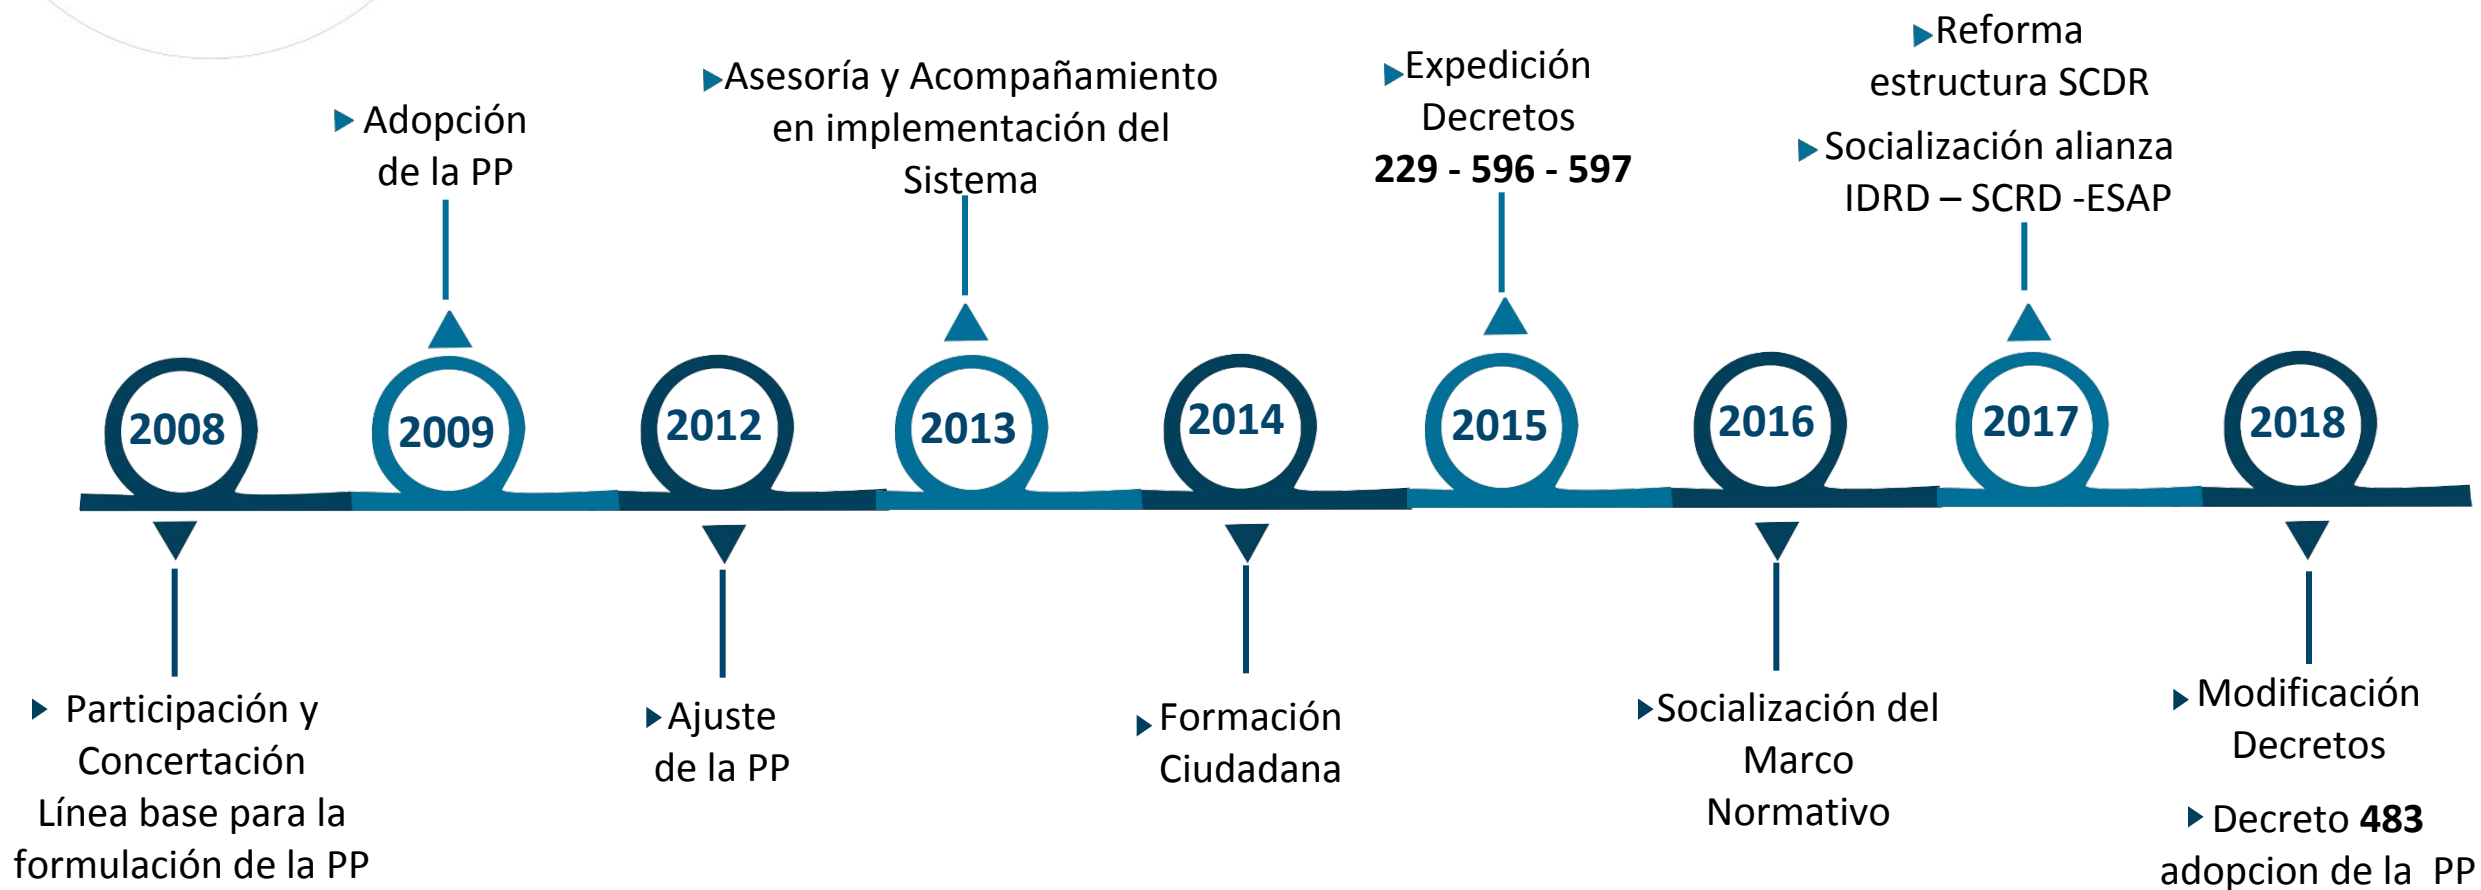 Adopción
de la PP
Asesoría y Acompañamiento
en implementación del
Sistema
Expedición
Decretos
229 - 596 - 597
Reforma
estructura SCDR
Socialización alianza
IDRD – SCRD -ESAP
2008
2009
2012
2013
2014
2015
2016
2017
2018
Participación y
Concertación
Línea base para la
formulación de la PP
Ajuste
de la PP
Formación
Ciudadana
Socialización del
Marco
Normativo
Modificación
Decretos
Decreto 483
adopcion de la PP